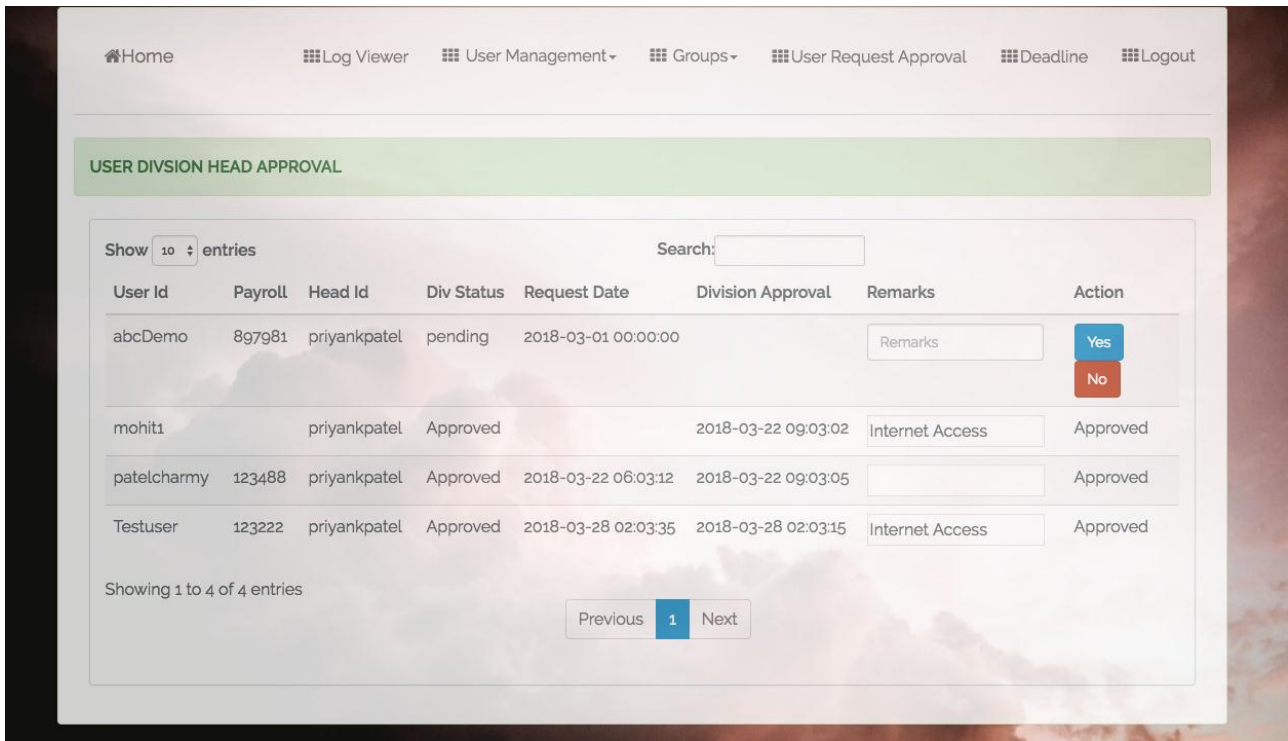 Home Log Viewer User Management Groups User Request Approval Deadline Logout
USER DIVSION HEAD APPROVAL
Show 10 entries Search:
User Id Payroll Head Id Div Status Request Date Division Approval Remarks Action
abcDemo 897981 priyankpatel pending 2018-03-01 00:00:00 Remarks Yes
No
mohit1 priyankpatel Approved 2018-03-22 09:03:02 Internet Access Approved
patelcharmy 123488 priyankpatel Approved 2018-03-22 06:03:12 2018-03-22 09:03:05 Approved
Testuser 123222 priyankpatel Approved 2018-03-28 02:03:35 2018-03-28 02:03:15 Internet Access Approved
Showing 1 to 4 of 4 entries
Previous 1 Next